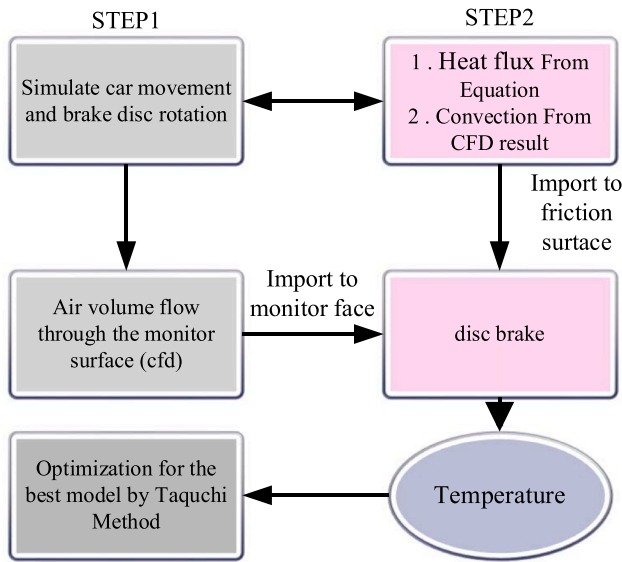 STEP1
Simulate car movement
and brake disc rotation
STEP2
1 . Heat flux From
Equation
2 . Convection From
CFD result
Import to
friction
surtace
Air volume flow
through the monitor
surface (cfd)
Import to
monitor face
disc brake
Temperature
Optimization for the
best model by Taquchi
Method